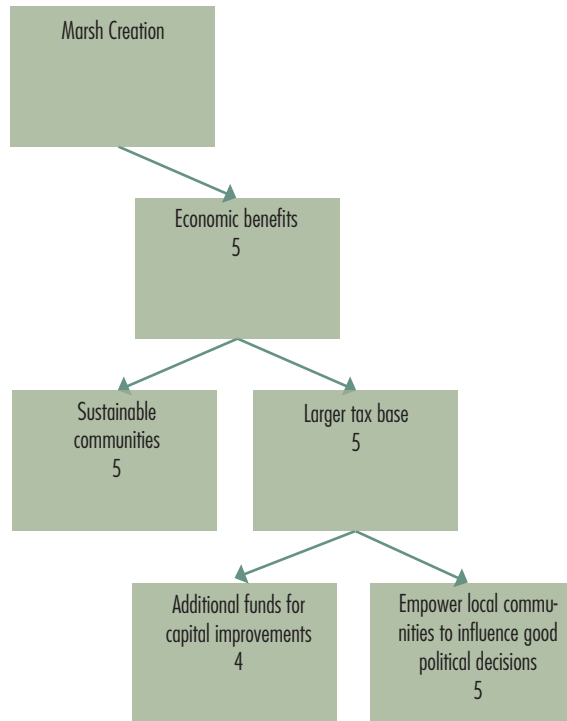 Marsh Creation
Economic benefits
5
Sustainable
communities
5
Larger tax base
5
Additional funds for
capital improvements
4
Empower local commu-
nities to influence good
political decisions
5